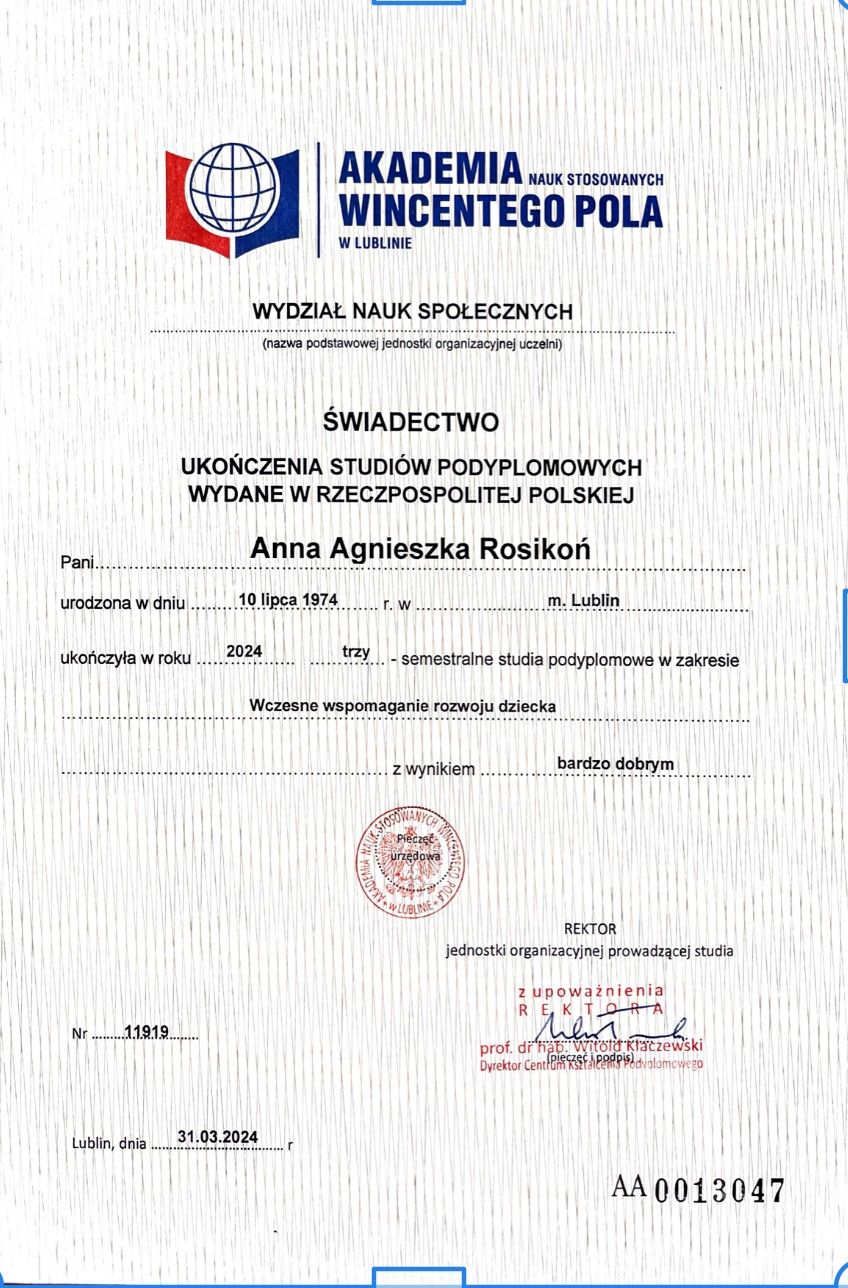 AKADEMIA NAUK STOSOWANYCH
WINCENTEGO POLA
W LUBLINIE
WYDZIAŁ NAUK SPOŁECZNYCH
(nazwa podstawowej jednostki organizacyjnej uczelni)
ŚWIADECTWO
UKOŃCZENIA STUDIÓW PODYPLOMOWYCH
WYDANE W RZECZPOSPOLITEJ POLSKIEJ
Pani Anna Agnieszka Rosikoń
urodzona w dniu 10 lipca 1974 r. w m. Lublin
ukończyła w roku 2024 trzy - semestralne studia podyplomowe w zakresie
Wczesne wspomaganie rozwoju dziecka
z wynikiem bardzo dobrym
AKADEMIA NAUK STOSOWANYCH WINCENTEGO POLA
* W LUBLINIE *
Pieczęć
urzędowa
REKTOR
jednostki organizacyjnej prowadzącej studia
z upoważnienia
REKTORA
prof. dr hab. Witold Kłaczewski
(pieczęć i podpis)
Dyrektor Centrum Kształcenia Podyplomowego
Nr 11919
Lublin, dnia 31.03.2024 r
AA 0013047